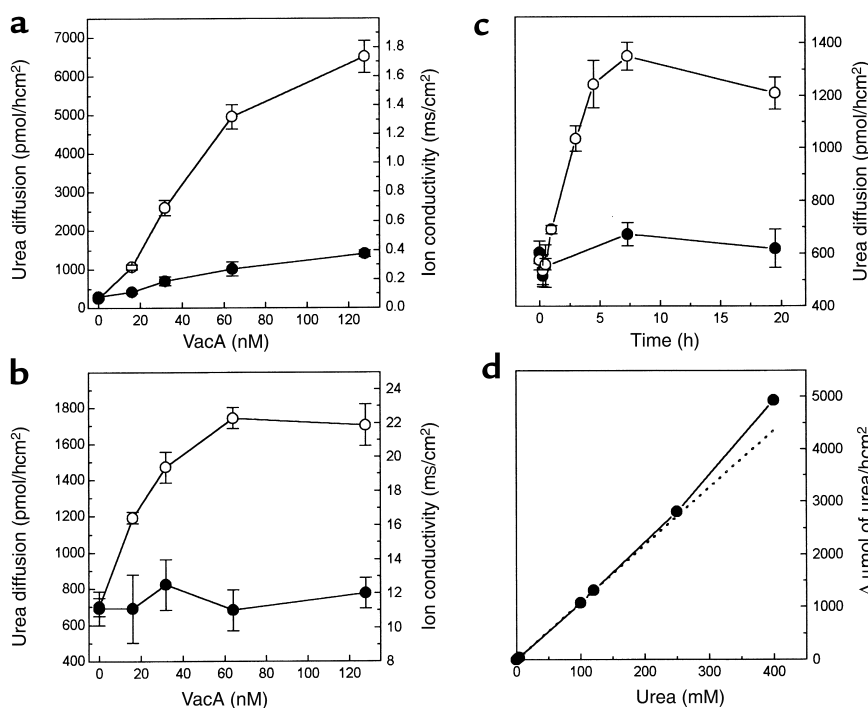 a
7000
6000
5000
4000
3000
2000
1000
0
Urea diffusion (pmol/hcm²)
1.8
1.6
1.4
1.2
1.0
0.8
0.6
0.4
0.2
0.0
Ion conductivity (ms/cm²)
0 20 40 60 80 100 120
VacA (nM)
b
1800
1600
1400
1200
1000
800
600
400
Urea diffusion (pmol/hcm²)
24
22
20
18
16
14
12
10
8
Ion conductivity (ms/cm²)
0 20 40 60 80 100 120
VacA (nM)
c
1400
1200
1000
800
600
400
Urea diffusion (pmol/hcm²)
0 5 10 15 20
Time (h)
d
5000
4000
3000
2000
1000
0
μmol of urea/hcm²
0 100 200 300 400
Urea (mM)